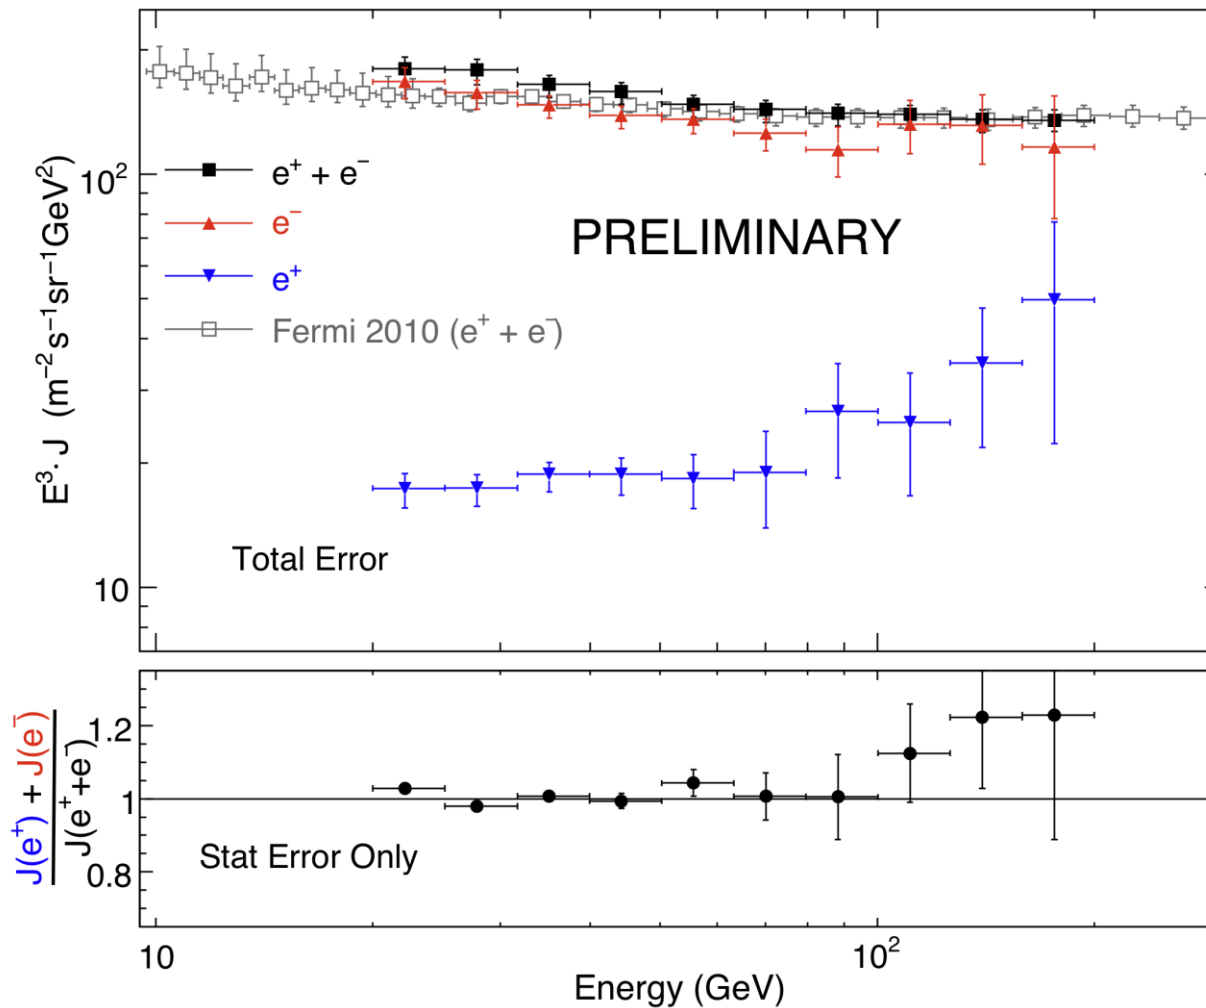 10²
10
E³· J (m⁻²s⁻¹sr⁻¹GeV²)
e⁺ + e⁻
e⁻
e⁺
Fermi 2010 (e⁺ + e⁻)
PRELIMINARY
Total Error
J(e⁺) + J(e⁻)
J(e⁺+e⁻)
1.2
1
0.8
Stat Error Only
10
10²
Energy (GeV)